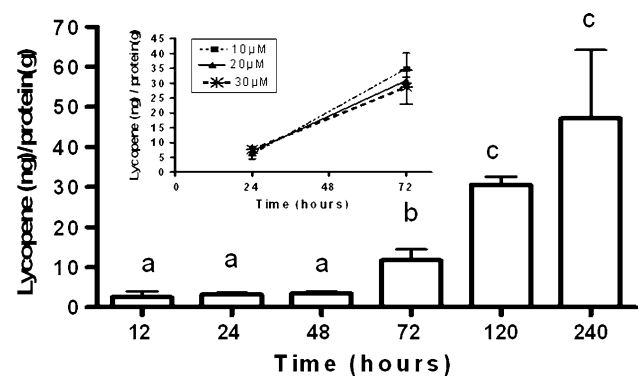 c
70
60
50
40
30
20
10
0
Lycopene (ng)/protein(g)
45
40
35
30
25
20
15
10
5
0
Lycopene (ng) / protein(g)
10µM
20µM
30µM
0 24 48 72
Time (hours)
c
b
a a a
12 24 48 72 120 240
Time (hours)